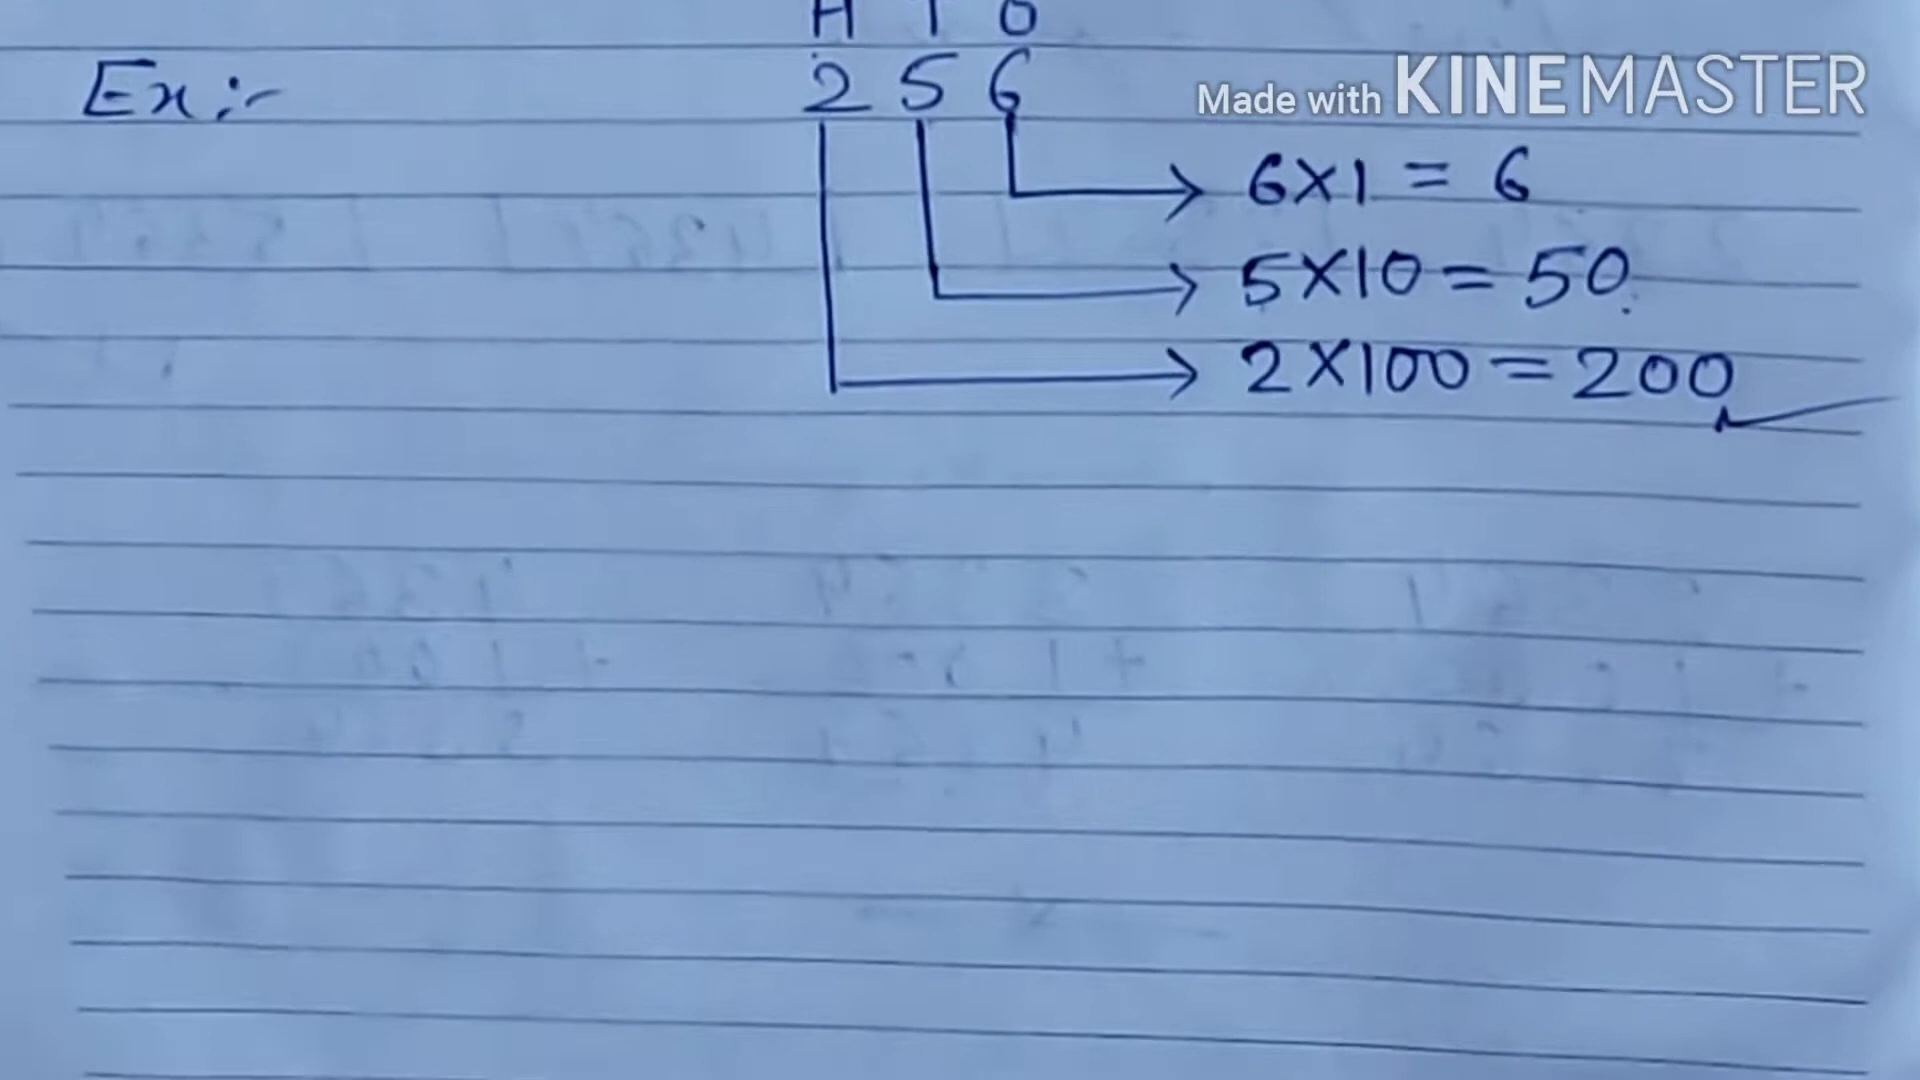 H T O
Ex:- 2 5 6
Made with KINEMASTER
6×1 = 6
5×10 = 50
2×100 = 200